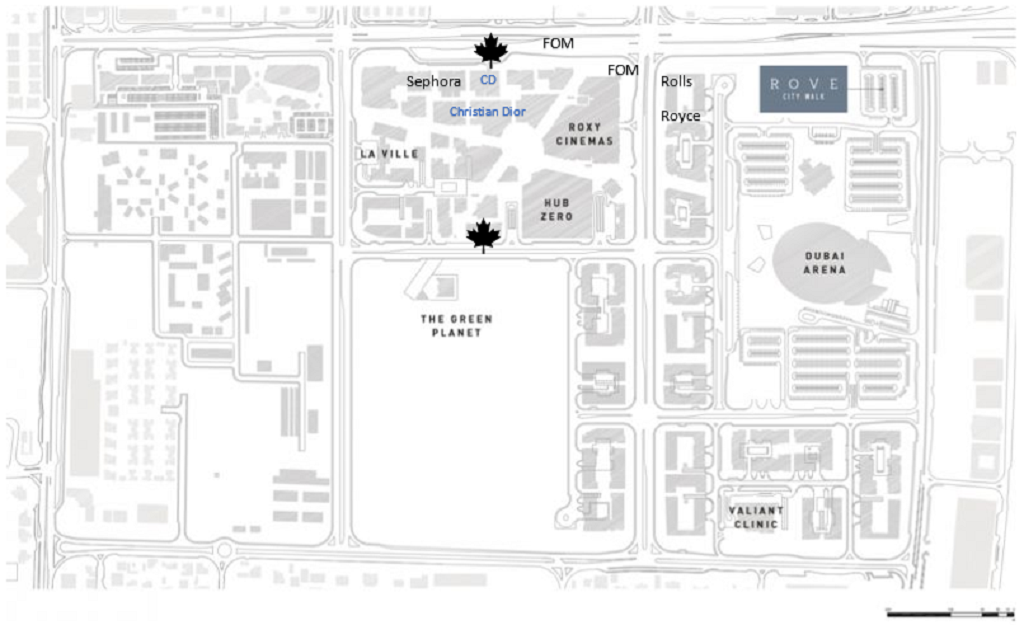 FOM
FOM
Sephora
CD
Rolls
Royce
ROVE
CITY WALK
Christian Dior
ROXY
CINEMAS
LA VILLE
HUB
ZERO
DUBAI
ARENA
THE GREEN
PLANET
VALIANT
CLINIC